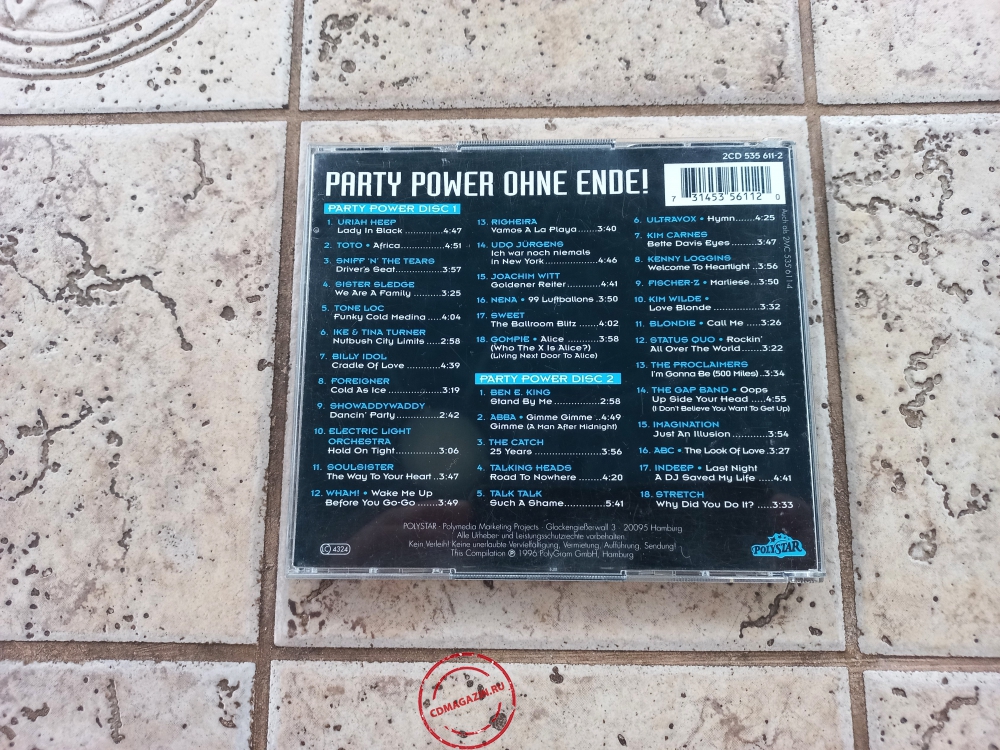 2CD 535 611-2
PARTY POWER OHNE ENDE!
7 31453 56112 0
PARTY POWER DISC 1
1. URIAH HEEP
Lady In Black ..........4:47
2. TOTO • Africa..........4:51
3. SNIFF 'N' THE TEARS
Driver's Seat............3:57
4. SISTER SLEDGE
We Are A Family .......3:25
5. TONE LOC
Funky Cold Medina .....4:04
6. IKE & TINA TURNER
Nutbush City Limits ....2:58
7. BILLY IDOL
Cradle Of Love .........4:39
8. FOREIGNER
Cold As Ice .............3:19
9. SHOWADDYWADDY
Dancin' Party............2:42
10. ELECTRIC LIGHT
ORCHESTRA
Hold On Tight...........3:06
11. SOULSISTER
The Way To Your Heart .3:47
12. WHAM! • Wake Me Up
Before You Go-Go ......3:49
13. RIGHEIRA
Vamos A La Playa.......3:40
14. UDO JÜRGENS
Ich war noch niemals
in New York..............4:46
15. JOACHIM WITT
Goldener Reiter.........4:41
16. NENA • 99 Luftballons .3:50
17. SWEET
The Ballroom Blitz ......4:02
18. GOMPIE • Alice ........3:58
(Who The X Is Alice?)
(Living Next Door To Alice)
PARTY POWER DISC 2
1. BEN E. KING
Stand By Me ............2:58
2. ABBA • Gimme Gimme ..4:49
Gimme (A Man After Midnight)
3. THE CATCH
25 Years .................3:56
4. TALKING HEADS
Road To Nowhere ......4:20
5. TALK TALK
Such A Shame...........5:41
6. ULTRAVOX • Hymn......4:25
7. KIM CARNES
Bette Davis Eyes .......3:47
8. KENNY LOGGINS
Welcome To Heartlight ..3:56
9. FISCHER-Z • Marliese...3:50
10. KIM WILDE •
Love Blonde .............3:32
11. BLONDIE • Call Me ....3:26
12. STATUS QUO • Rockin'
All Over The World......3:22
13. THE PROCLAIMERS
I'm Gonna Be (500 Miles) ..3:34
14. THE GAP BAND • Oops
Up Side Your Head .....4:55
(I Don't Believe You Want To Get Up)
15. IMAGINATION
Just An Illusion .........3:54
16. ABC • The Look Of Love .3:27
17. INDEEP • Last Night
A DJ Saved My Life .....4:41
18. STRETCH
Why Did You Do It? .....3:33
POLYSTAR - Polymedia Marketing Projects · Glockengießerwall 3 · 20095 Hamburg
Alle Urheber- und Leistungsschutzrechte vorbehalten.
Kein Verleih! Keine unerlaubte Vervielfältigung, Vermietung, Aufführung, Sendung!
This Compilation ℗ 1996 PolyGram GmbH, Hamburg
LC 4324
POLYSTAR
CDMAGAZIN.RU